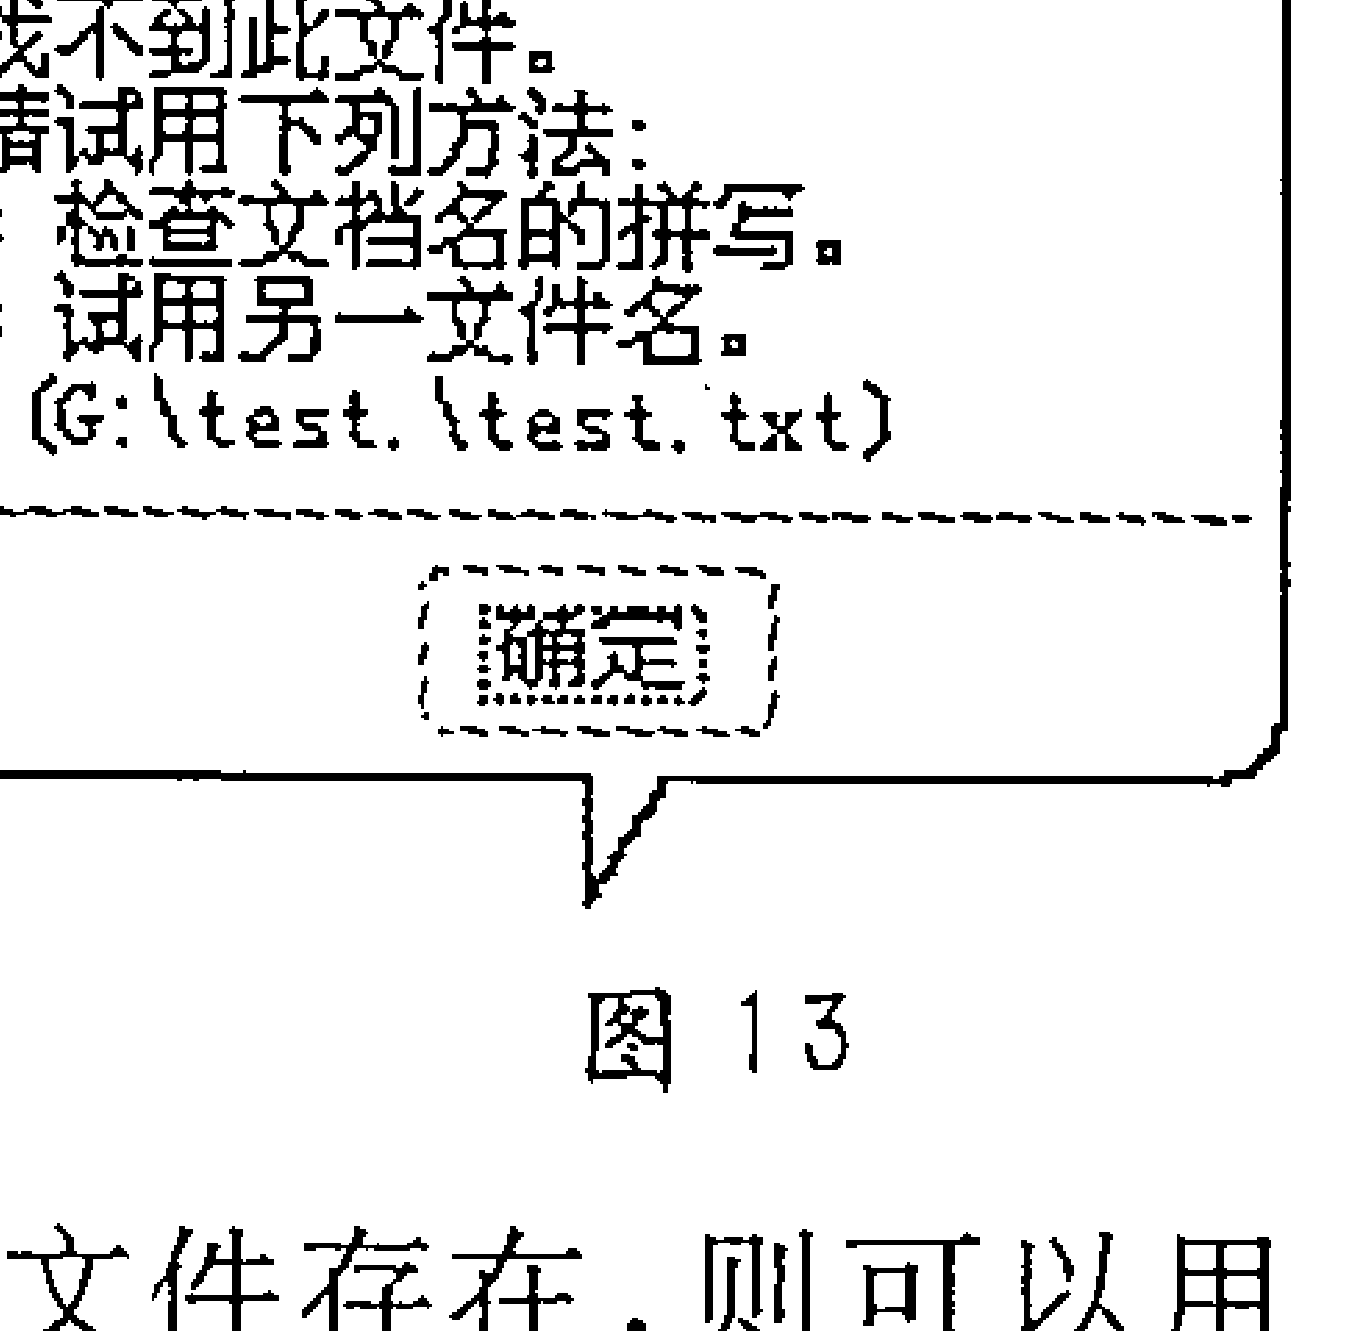 找不到此文件。
请试用下列方法:
检查文档名的拼写。
试用另一文件名。
(G:\test.\test.txt)
确定
图 13
文件存在,则可以用